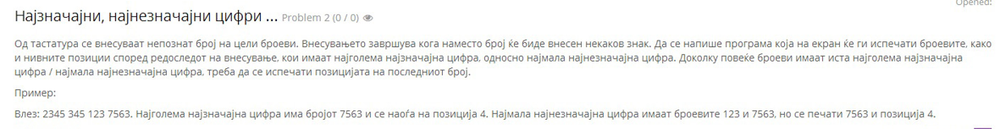 Opened:
Најзначајни, најнезначајни цифри ... Problem 2 (0 / 0)
Од тастатура се внесуваат непознат број на цели броеви. Внесувањето завршува кога наместо број ќе биде внесен некаков знак. Да се напише програма која на екран ќе ги испечати броевите, како
и нивните позиции според редоследот на внесување, кои имаат најголема најзначајна цифра, односно најмала најнезначајна цифра. Доколку повеќе броеви имаат иста најголема најзначајна
цифра / најмала најнезначајна цифра, треба да се испечати позицијата на последниот број.
Пример:
Влез: 2345 345 123 7563. Најголема најзначајна цифра има бројот 7563 и се наоѓа на позиција 4. Најмала најнезначајна цифра имаат броевите 123 и 7563, но се печати 7563 и позиција 4.